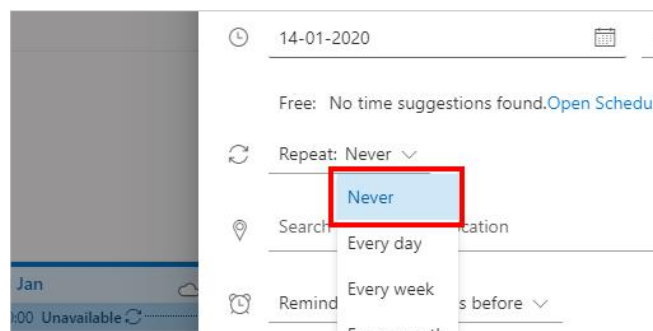 14-01-2020
Free: No time suggestions found.Open Schedu
Repeat: Never
Never
Search cation
Every day
Jan
Every week
Remind s before
:00 Unavailable